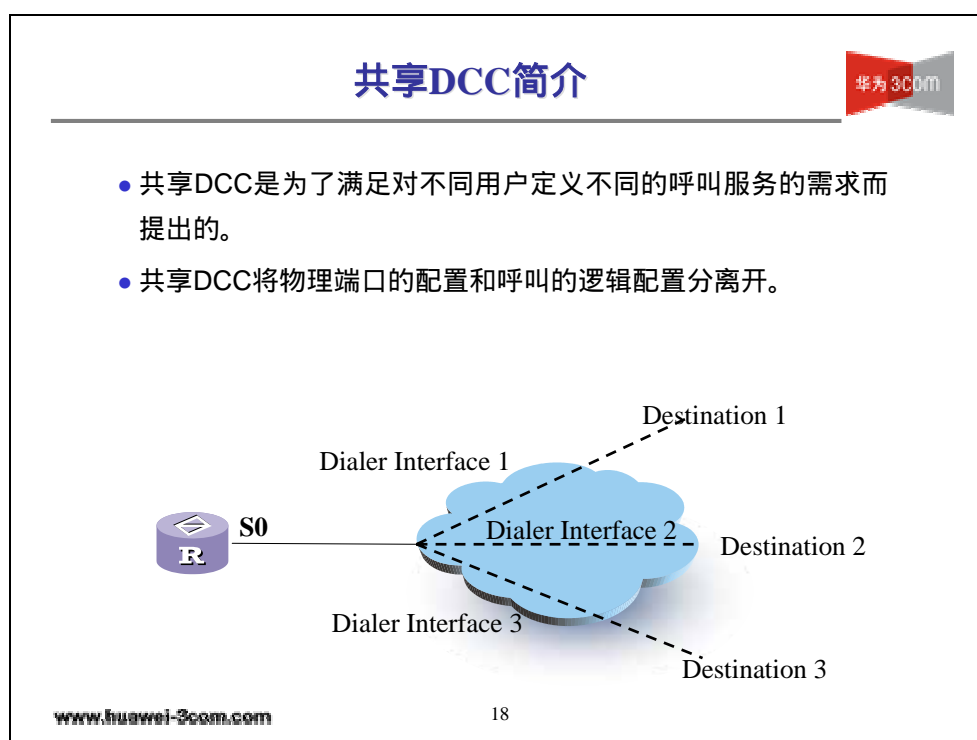 共享DCC简介
华为3COM
● 共享DCC是为了满足对不同用户定义不同的呼叫服务的需求而
提出的。
● 共享DCC将物理端口的配置和呼叫的逻辑配置分离开。
Destination 1
Dialer Interface 1
S0
Dialer Interface 2
Destination 2
R
Dialer Interface 3
Destination 3
www.huawei-3com.com
18